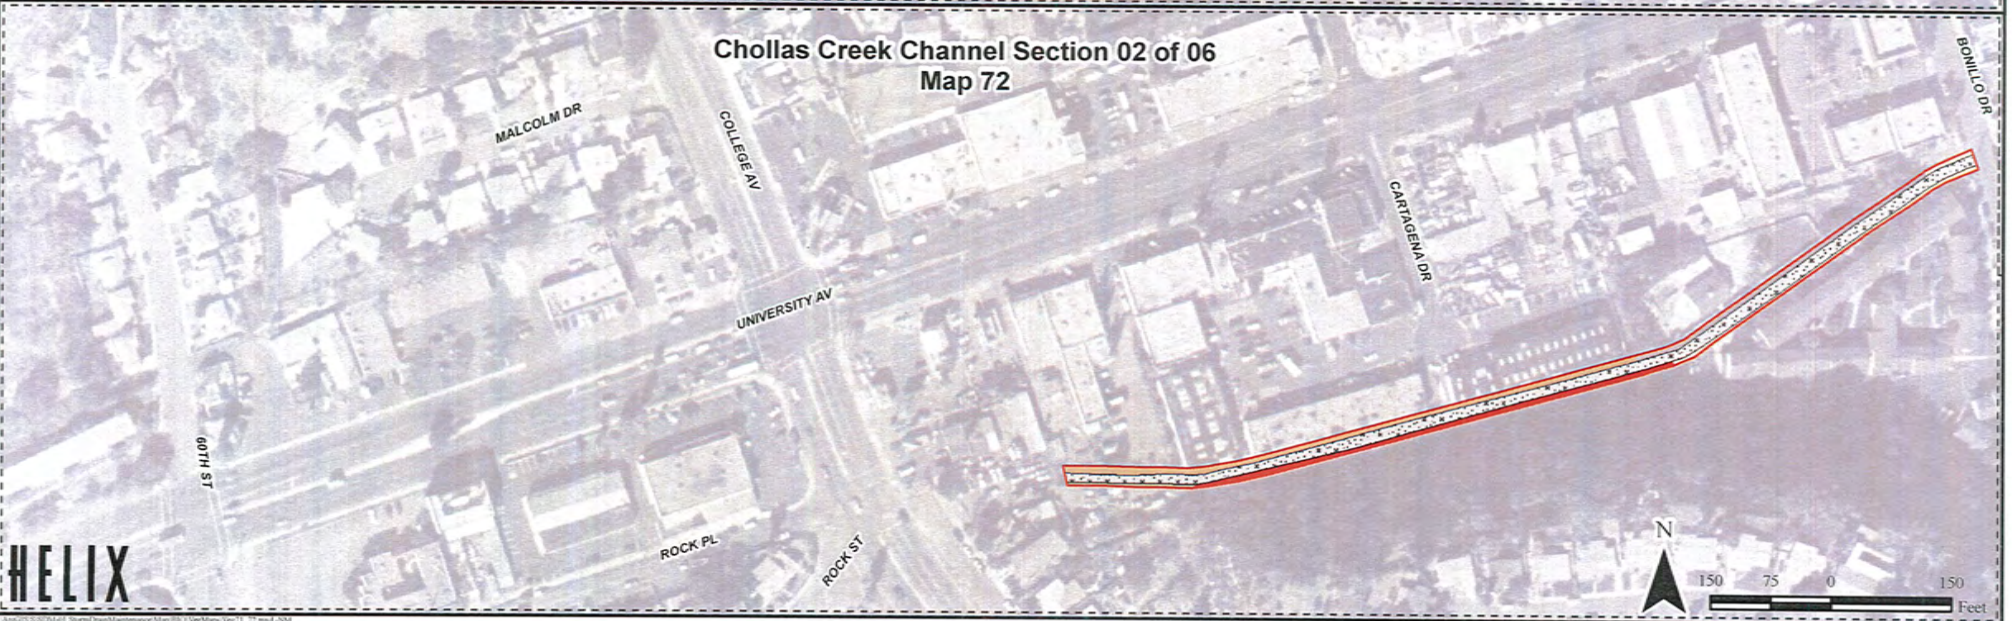 Chollas Creek Channel Section 02 of 06
Map 72
BONILLO DR
MALCOLM DR
COLLEGE AV
CARTAGENA DR
UNIVERSITY AV
60TH ST
ROCK PL
ROCK ST
HELIX
N
150 75 0 150
Feet